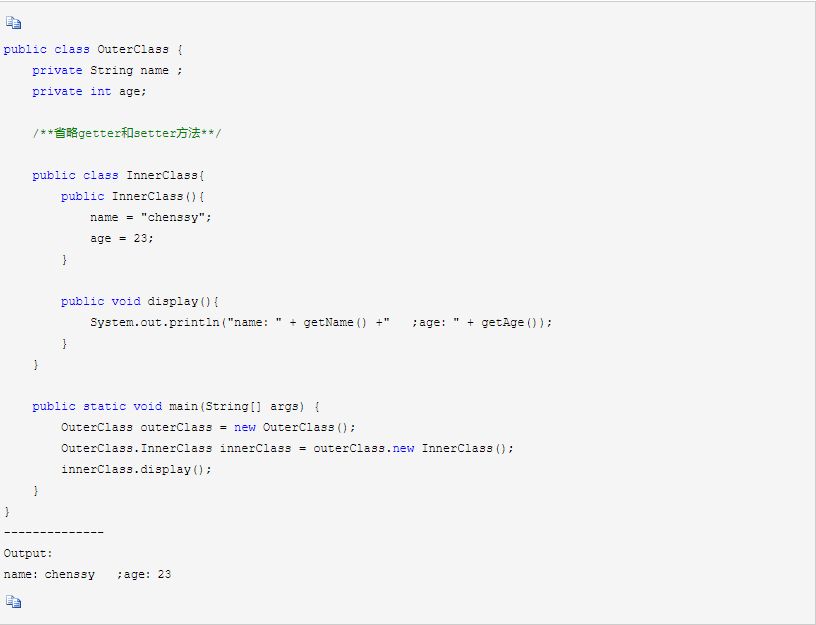 public class OuterClass {
    private String name ;
    private int age;
    /**省略getter和setter方法**/
    public class InnerClass{
        public InnerClass(){
            name = "chenssy";
            age = 23;
        }
        public void display(){
            System.out.println("name：" + getName() +"   ;age：" + getAge());
        }
    }
    public static void main(String[] args) {
        OuterClass outerClass = new OuterClass();
        OuterClass.InnerClass innerClass = outerClass.new InnerClass();
        innerClass.display();
    }
}
--------------
Output:
name：chenssy   ;age：23